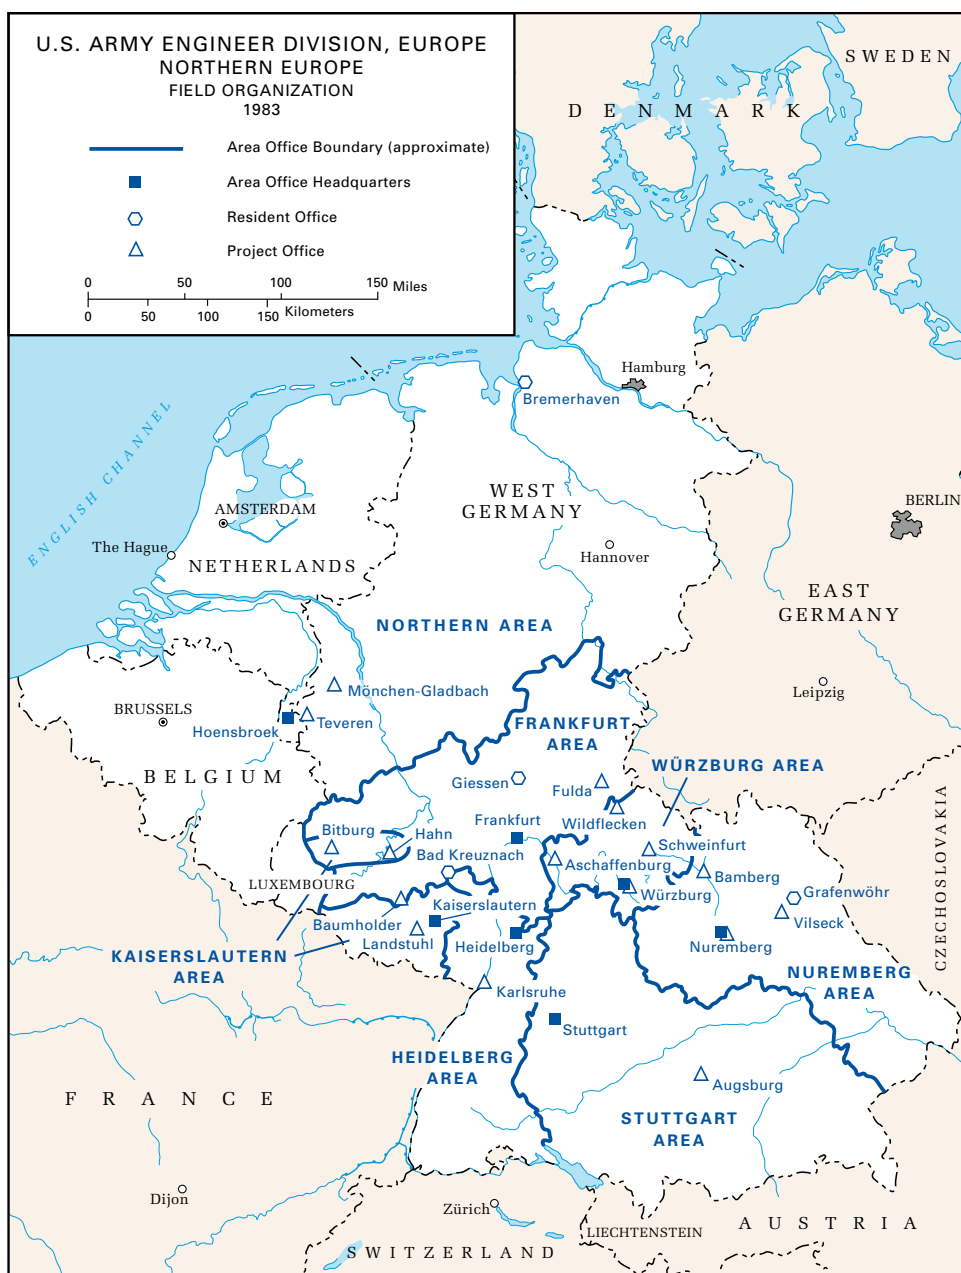 U.S. ARMY ENGINEER DIVISION, EUROPE
NORTHERN EUROPE
FIELD ORGANIZATION
1983
Area Office Boundary (approximate)
Area Office Headquarters
Resident Office
Project Office
0 50 100 150 Miles
0 50 100 150 Kilometers
SWEDEN
DENMARK
Hamburg
Bremerhaven
ENGLISH CHANNEL
WEST
GERMANY
BERLIN
AMSTERDAM
The Hague
Hannover
NETHERLANDS
EAST
GERMANY
NORTHERN AREA
Mönchen-Gladbach
Leipzig
BRUSSELS
Teveren
Hoensbroek
FRANKFURT
AREA
BELGIUM
WÜRZBURG AREA
Giessen
Fulda
Wildflecken
Frankfurt
Bitburg
Hahn
Schweinfurt
Bad Kreuznach
Aschaffenburg
Bamberg
LUXEMBOURG
Würzburg
Grafenwöhr
Kaiserslautern
Vilseck
Baumholder
Landstuhl
Heidelberg
Nuremberg
CZECHOSLOVAKIA
KAISERSLAUTERN
AREA
NUREMBERG
AREA
Karlsruhe
Stuttgart
HEIDELBERG
AREA
Augsburg
FRANCE
STUTTGART
AREA
Dijon
Zürich
LIECHTENSTEIN
AUSTRIA
SWITZERLAND